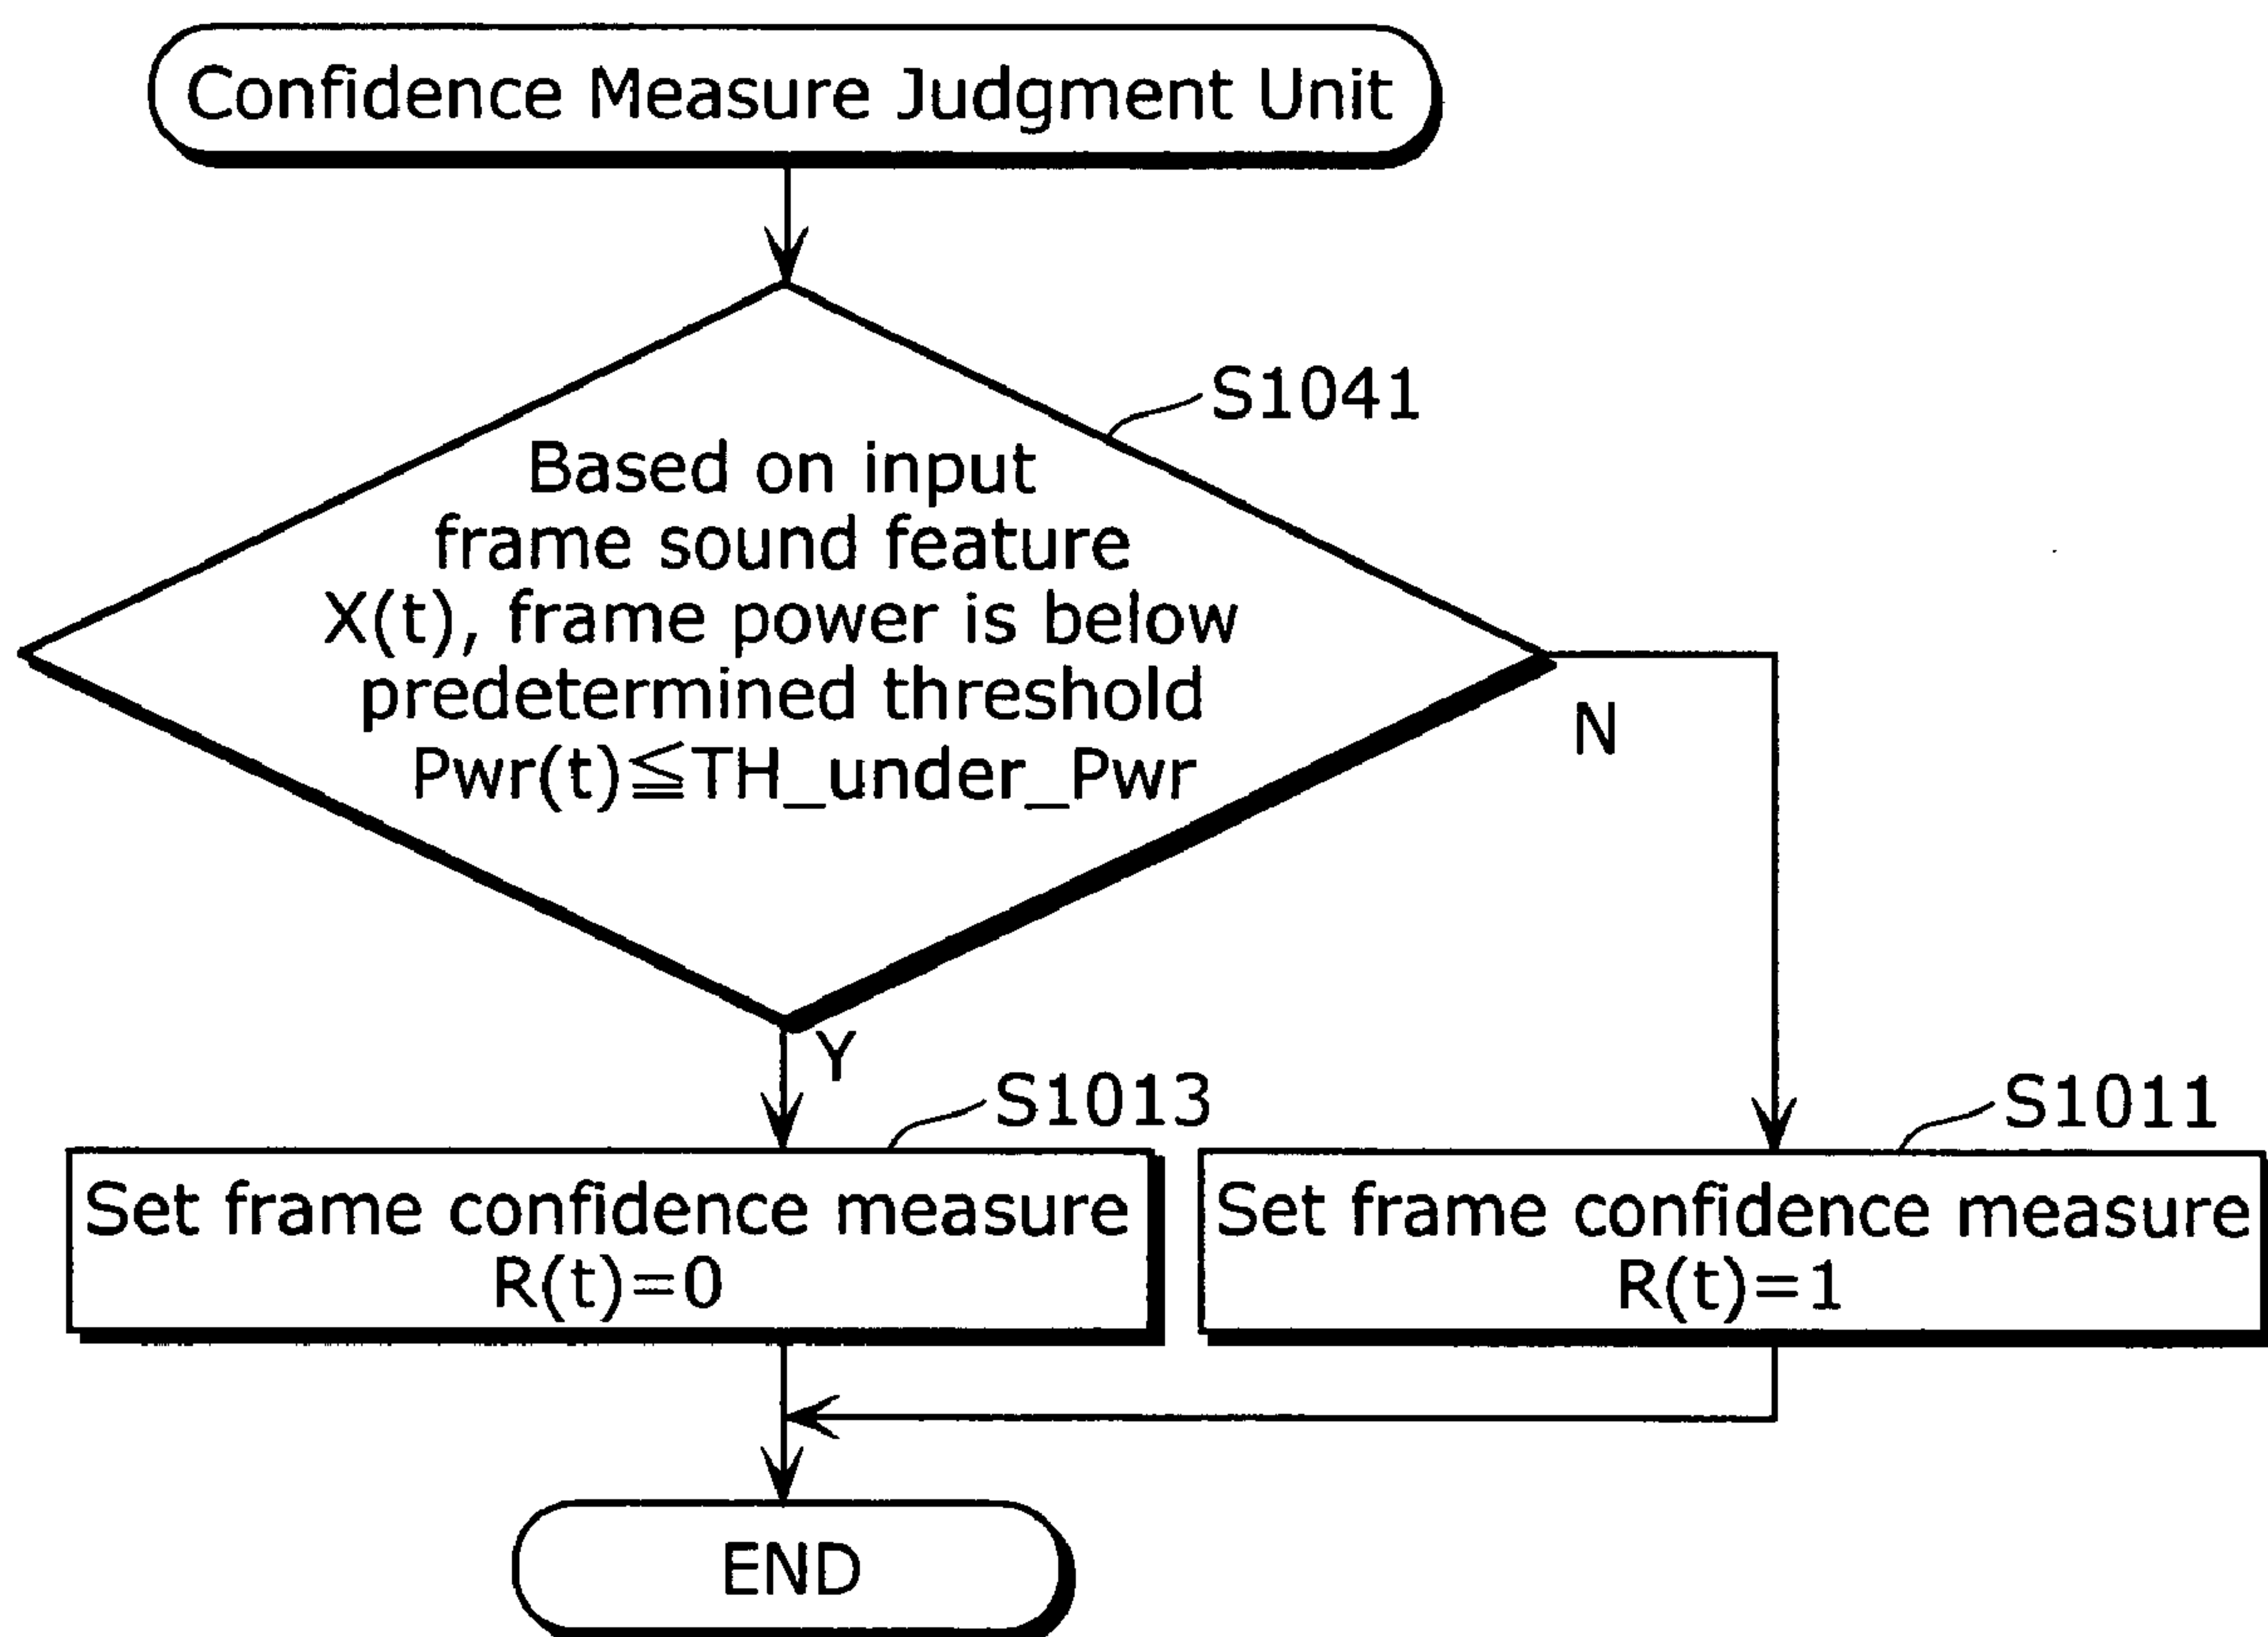 Confidence Measure Judgment Unit
S1041
Based on input
frame sound feature
X(t), frame power is below
predetermined threshold
Pwr(t)≦TH_under_Pwr
N
Y
S1013
S1011
Set frame confidence measure
R(t)=0
Set frame confidence measure
R(t)=1
END